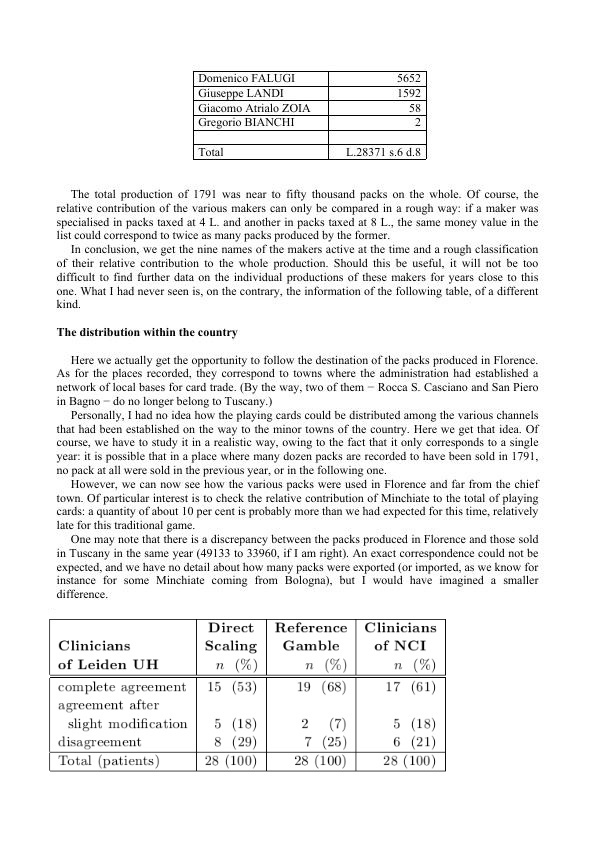 Domenico FALUGI 5652
Giuseppe LANDI 1592
Giacomo Atrialo ZOIA 58
Gregorio BIANCHI 2
Total L.28371 s.6 d.8
The total production of 1791 was near to fifty thousand packs on the whole. Of course, the
relative contribution of the various makers can only be compared in a rough way: if a maker was
specialised in packs taxed at 4 L. and another in packs taxed at 8 L., the same money value in the
list could correspond to twice as many packs produced by the former.
In conclusion, we get the nine names of the makers active at the time and a rough classification
of their relative contribution to the whole production. Should this be useful, it will not be too
difficult to find further data on the individual productions of these makers for years close to this
one. What I had never seen is, on the contrary, the information of the following table, of a different
kind.
The distribution within the country
Here we actually get the opportunity to follow the destination of the packs produced in Florence.
As for the places recorded, they correspond to towns where the administration had established a
network of local bases for card trade. (By the way, two of them − Rocca S. Casciano and San Piero
in Bagno − do no longer belong to Tuscany.)
Personally, I had no idea how the playing cards could be distributed among the various channels
that had been established on the way to the minor towns of the country. Here we get that idea. Of
course, we have to study it in a realistic way, owing to the fact that it only corresponds to a single
year: it is possible that in a place where many dozen packs are recorded to have been sold in 1791,
no pack at all were sold in the previous year, or in the following one.
However, we can now see how the various packs were used in Florence and far from the chief
town. Of particular interest is to check the relative contribution of Minchiate to the total of playing
cards: a quantity of about 10 per cent is probably more than we had expected for this time, relatively
late for this traditional game.
One may note that there is a discrepancy between the packs produced in Florence and those sold
in Tuscany in the same year (49133 to 33960, if I am right). An exact correspondence could not be
expected, and we have no detail about how many packs were exported (or imported, as we know for
instance for some Minchiate coming from Bologna), but I would have imagined a smaller
difference.
Direct Reference Clinicians
Clinicians Scaling Gamble of NCI
of Leiden UH n (%) n (%) n (%)
complete agreement 15 (53) 19 (68) 17 (61)
agreement after
slight modification 5 (18) 2 (7) 5 (18)
disagreement 8 (29) 7 (25) 6 (21)
Total (patients) 28 (100) 28 (100) 28 (100)